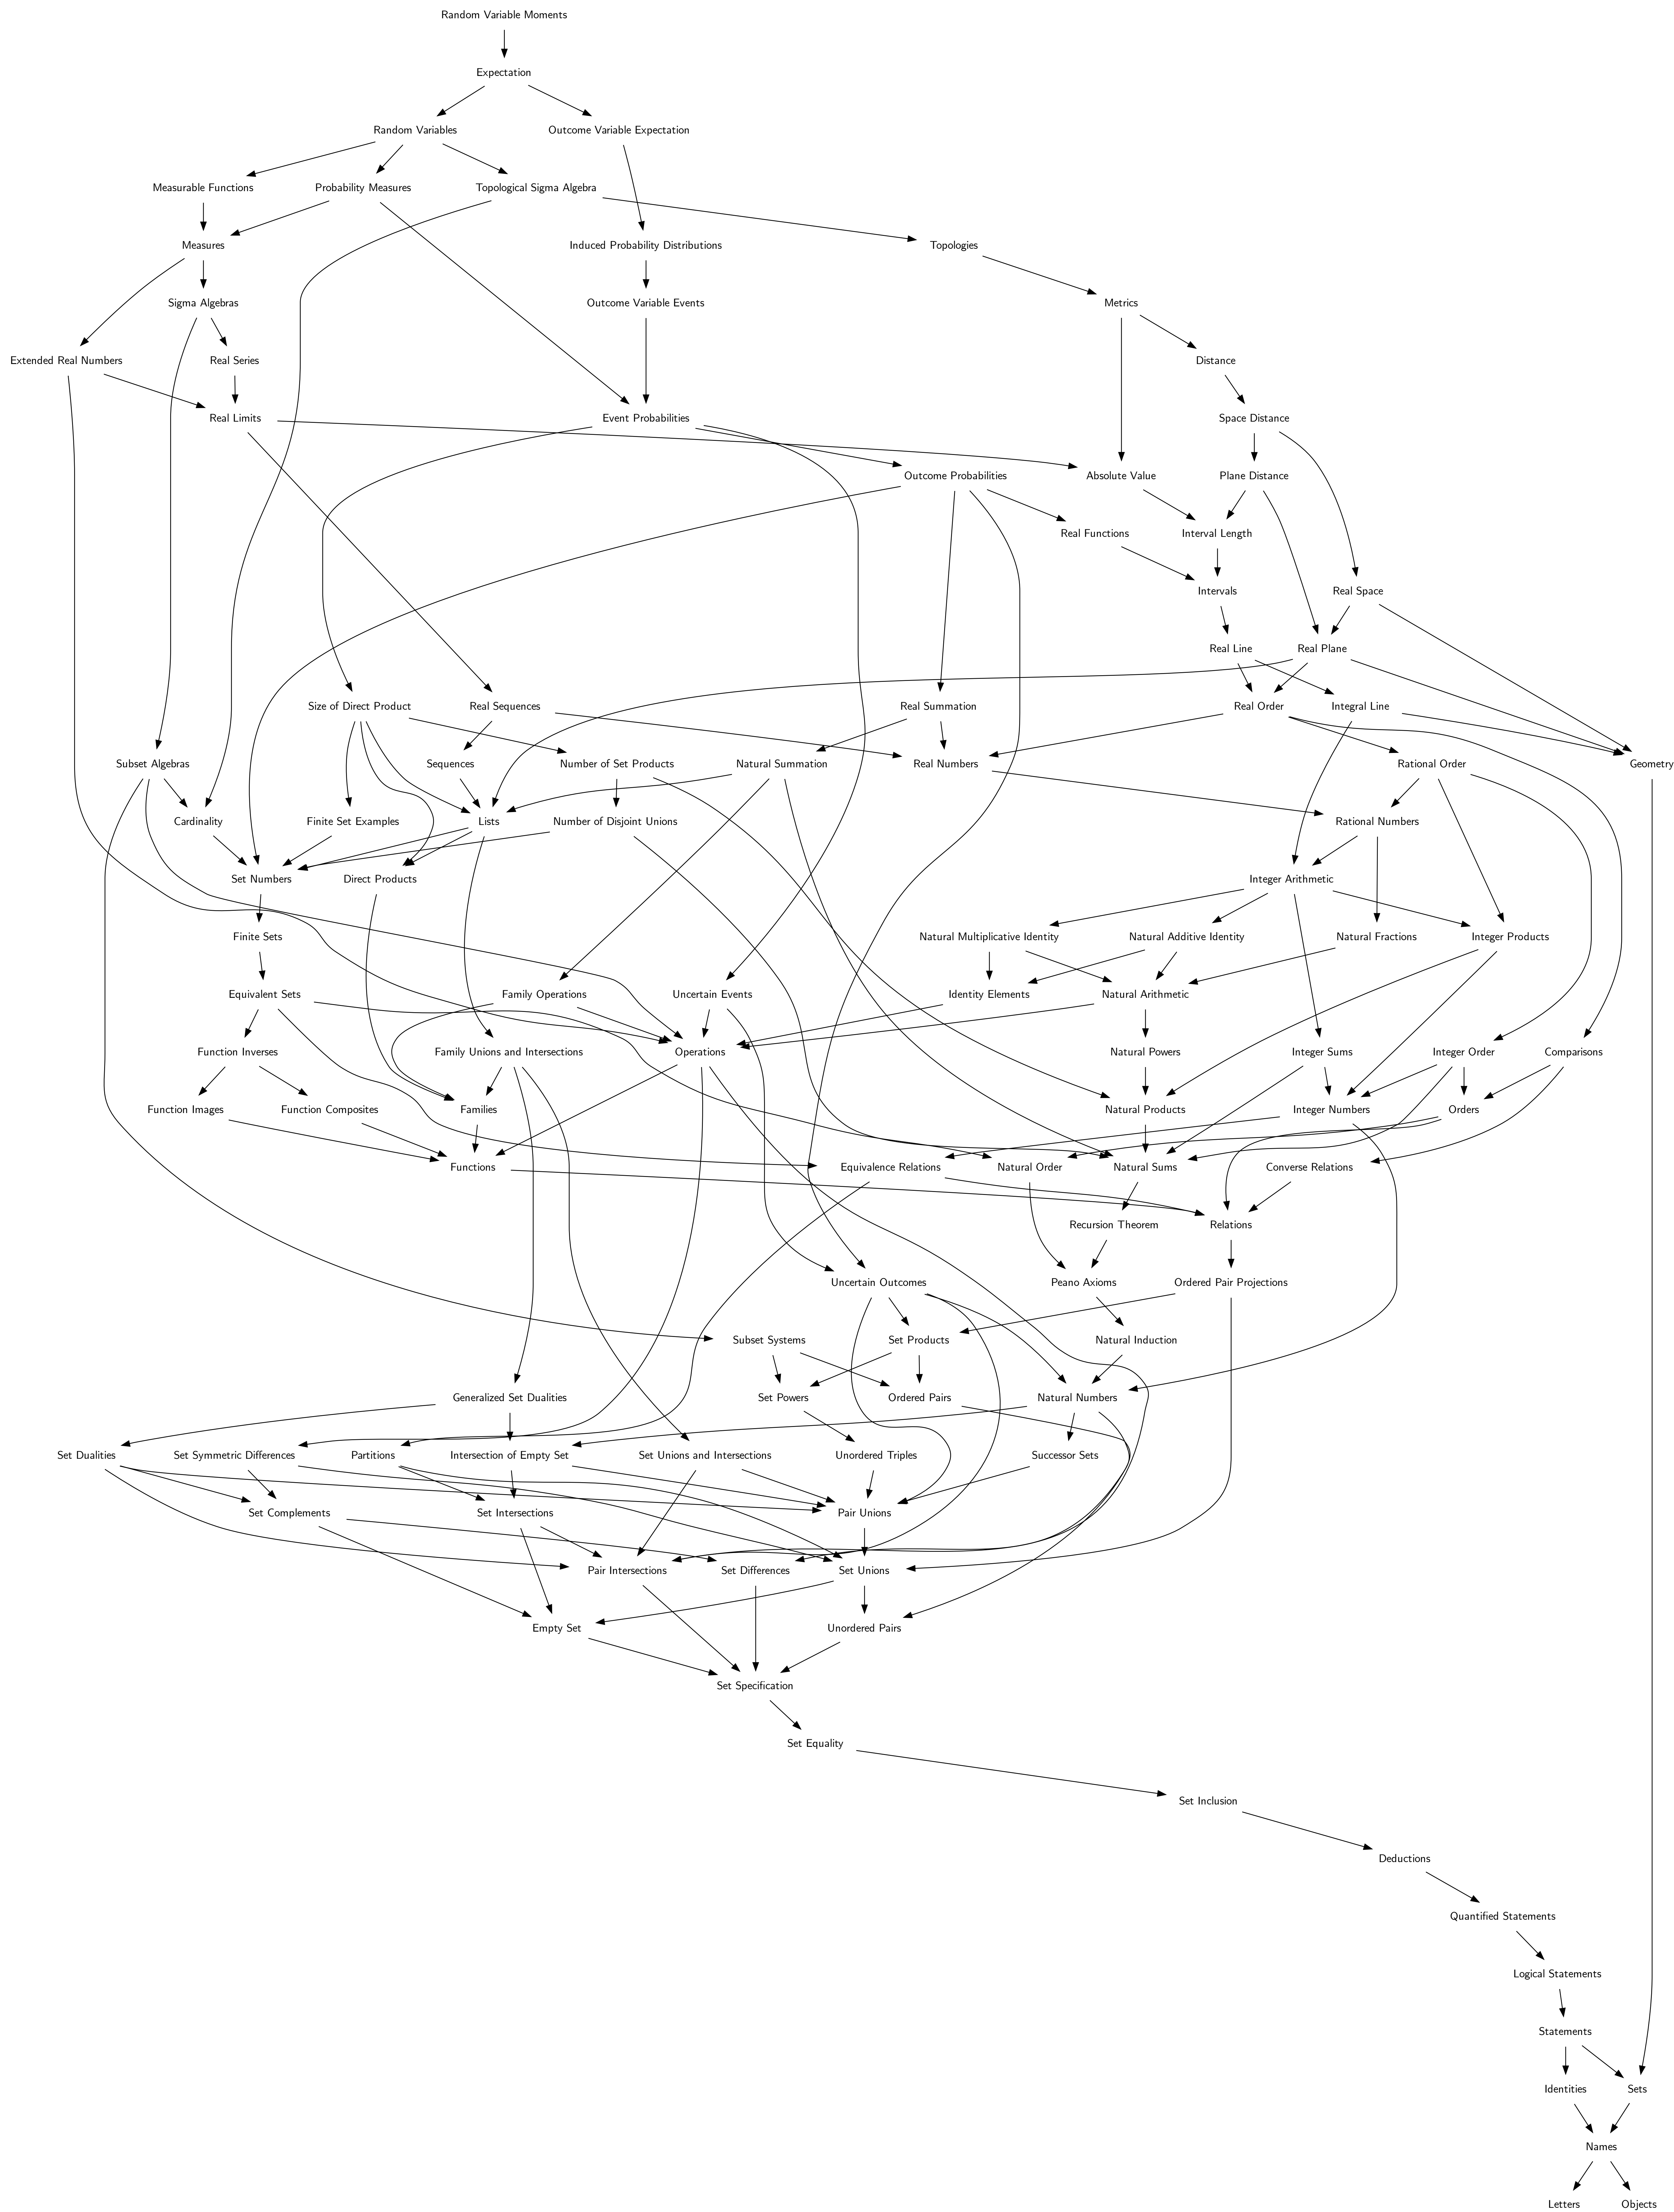 Random Variable Moments
Expectation
Random Variables
Outcome Variable Expectation
Measurable Functions
Probability Measures
Topological Sigma Algebra
Measures
Induced Probability Distributions
Topologies
Sigma Algebras
Outcome Variable Events
Metrics
Extended Real Numbers
Real Series
Distance
Real Limits
Event Probabilities
Space Distance
Outcome Probabilities
Absolute Value
Plane Distance
Real Functions
Interval Length
Intervals
Real Space
Real Line
Real Plane
Size of Direct Product
Real Sequences
Real Summation
Real Order
Integral Line
Subset Algebras
Sequences
Number of Set Products
Natural Summation
Real Numbers
Rational Order
Geometry
Cardinality
Finite Set Examples
Lists
Number of Disjoint Unions
Rational Numbers
Set Numbers
Direct Products
Integer Arithmetic
Finite Sets
Natural Multiplicative Identity
Natural Additive Identity
Natural Fractions
Integer Products
Equivalent Sets
Family Operations
Uncertain Events
Identity Elements
Natural Arithmetic
Function Inverses
Family Unions and Intersections
Operations
Natural Powers
Integer Sums
Integer Order
Comparisons
Function Images
Function Composites
Families
Natural Products
Integer Numbers
Orders
Functions
Equivalence Relations
Natural Order
Natural Sums
Converse Relations
Recursion Theorem
Relations
Uncertain Outcomes
Peano Axioms
Ordered Pair Projections
Subset Systems
Set Products
Natural Induction
Generalized Set Dualities
Set Powers
Ordered Pairs
Natural Numbers
Set Dualities
Set Symmetric Differences
Partitions
Intersection of Empty Set
Set Unions and Intersections
Unordered Triples
Successor Sets
Set Complements
Set Intersections
Pair Unions
Pair Intersections
Set Differences
Set Unions
Empty Set
Unordered Pairs
Set Specification
Set Equality
Set Inclusion
Deductions
Quantified Statements
Logical Statements
Statements
Identities
Sets
Names
Letters
Objects